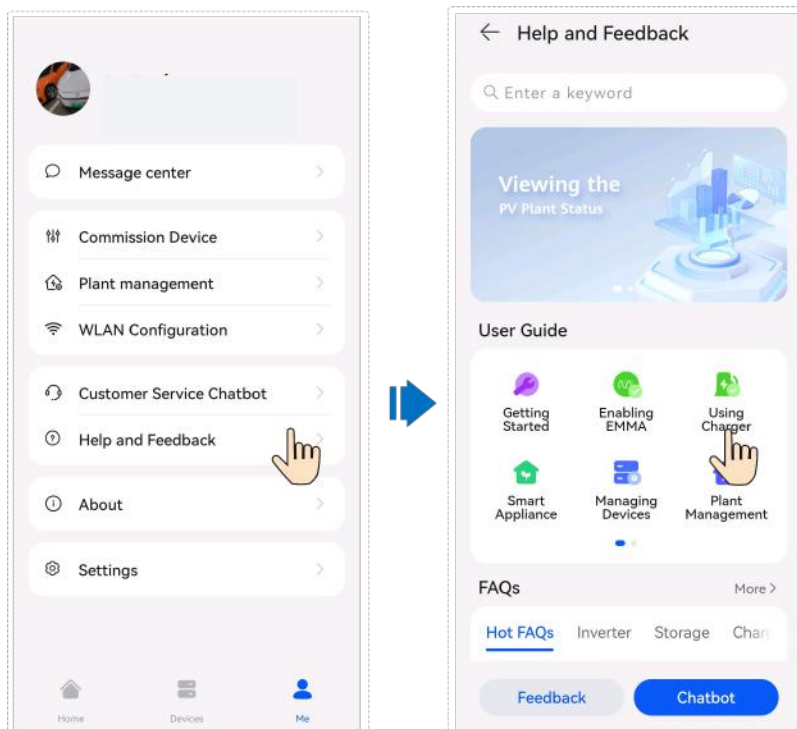 Message center
Commission Device
Plant management
WLAN Configuration
Customer Service Chatbot
Help and Feedback
About
Settings
Home
Devices
Me
Help and Feedback
Enter a keyword
Viewing the
PV Plant Status
User Guide
Getting
Started
Enabling
EMMA
Using
Charger
Smart
Appliance
Managing
Devices
Plant
Management
FAQs
More >
Hot FAQs
Inverter
Storage
Feedback
Chatbot